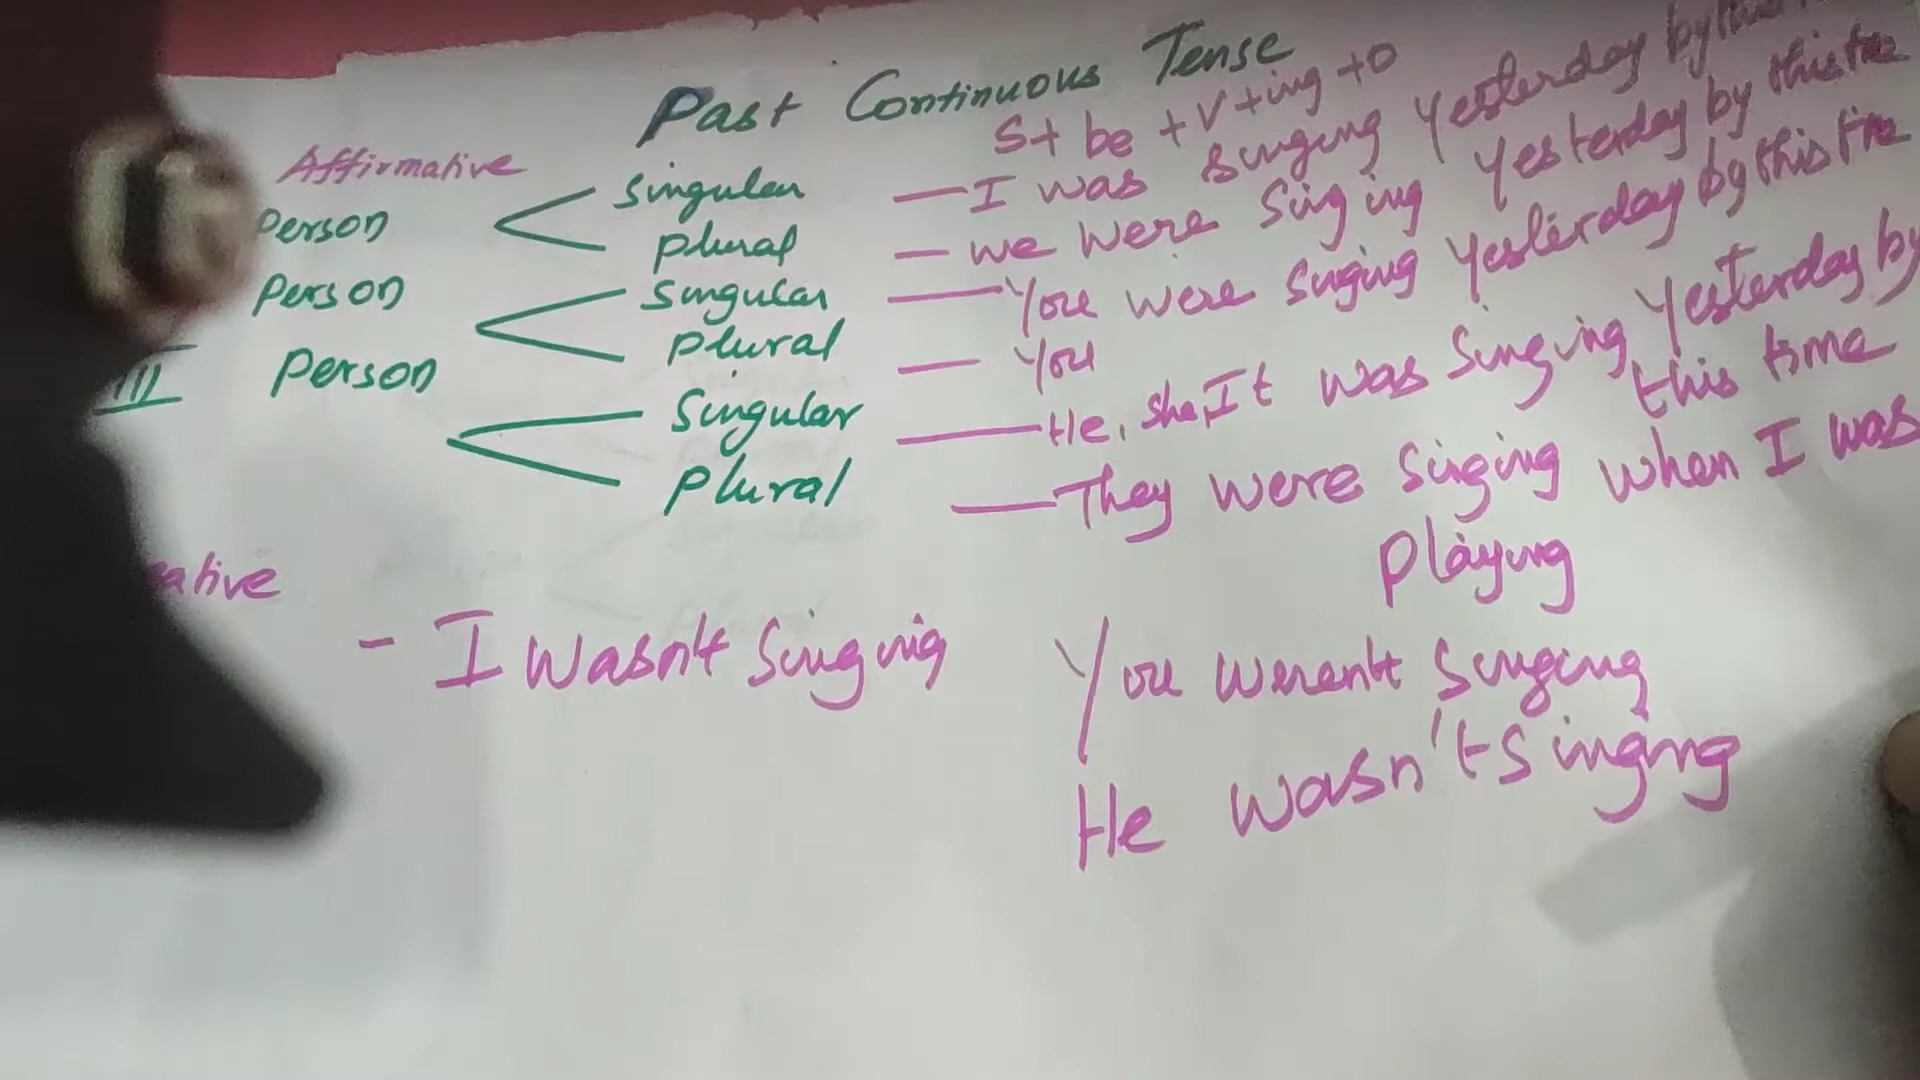 Past Continuous Tense
S+ be +V+ing +O
Affirmative
Person
Singular — I was singing Yesterday by this
plural — we were Singing Yesterday by this
Person
Singular — You were Singing Yesterday by this
plural — You
III Person
Singular — He, she, It was Singing Yesterday by this time
Plural — They were Singing when I was Playing
ative
- I wasn't Singing
You weren't Singing
He wasn't Singing